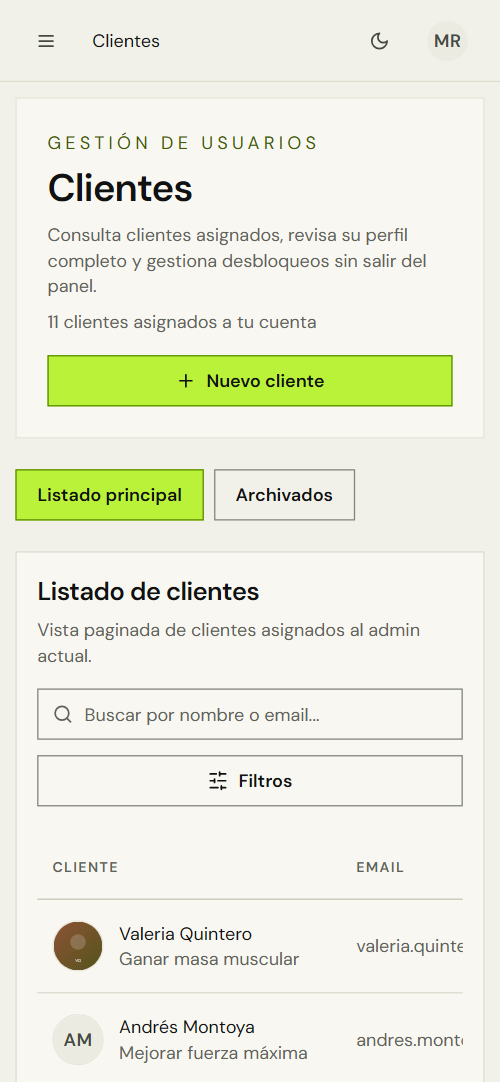 Clientes
MR
GESTIÓN DE USUARIOS
Clientes
Consulta clientes asignados, revisa su perfil
completo y gestiona desbloqueos sin salir del
panel.
11 clientes asignados a tu cuenta
Nuevo cliente
Listado principal
Archivados
Listado de clientes
Vista paginada de clientes asignados al admin
actual.
Buscar por nombre o email...
Filtros
CLIENTE EMAIL
Valeria Quintero
Ganar masa muscular
valeria.quinte
AM
Andrés Montoya
Mejorar fuerza máxima
andres.mont